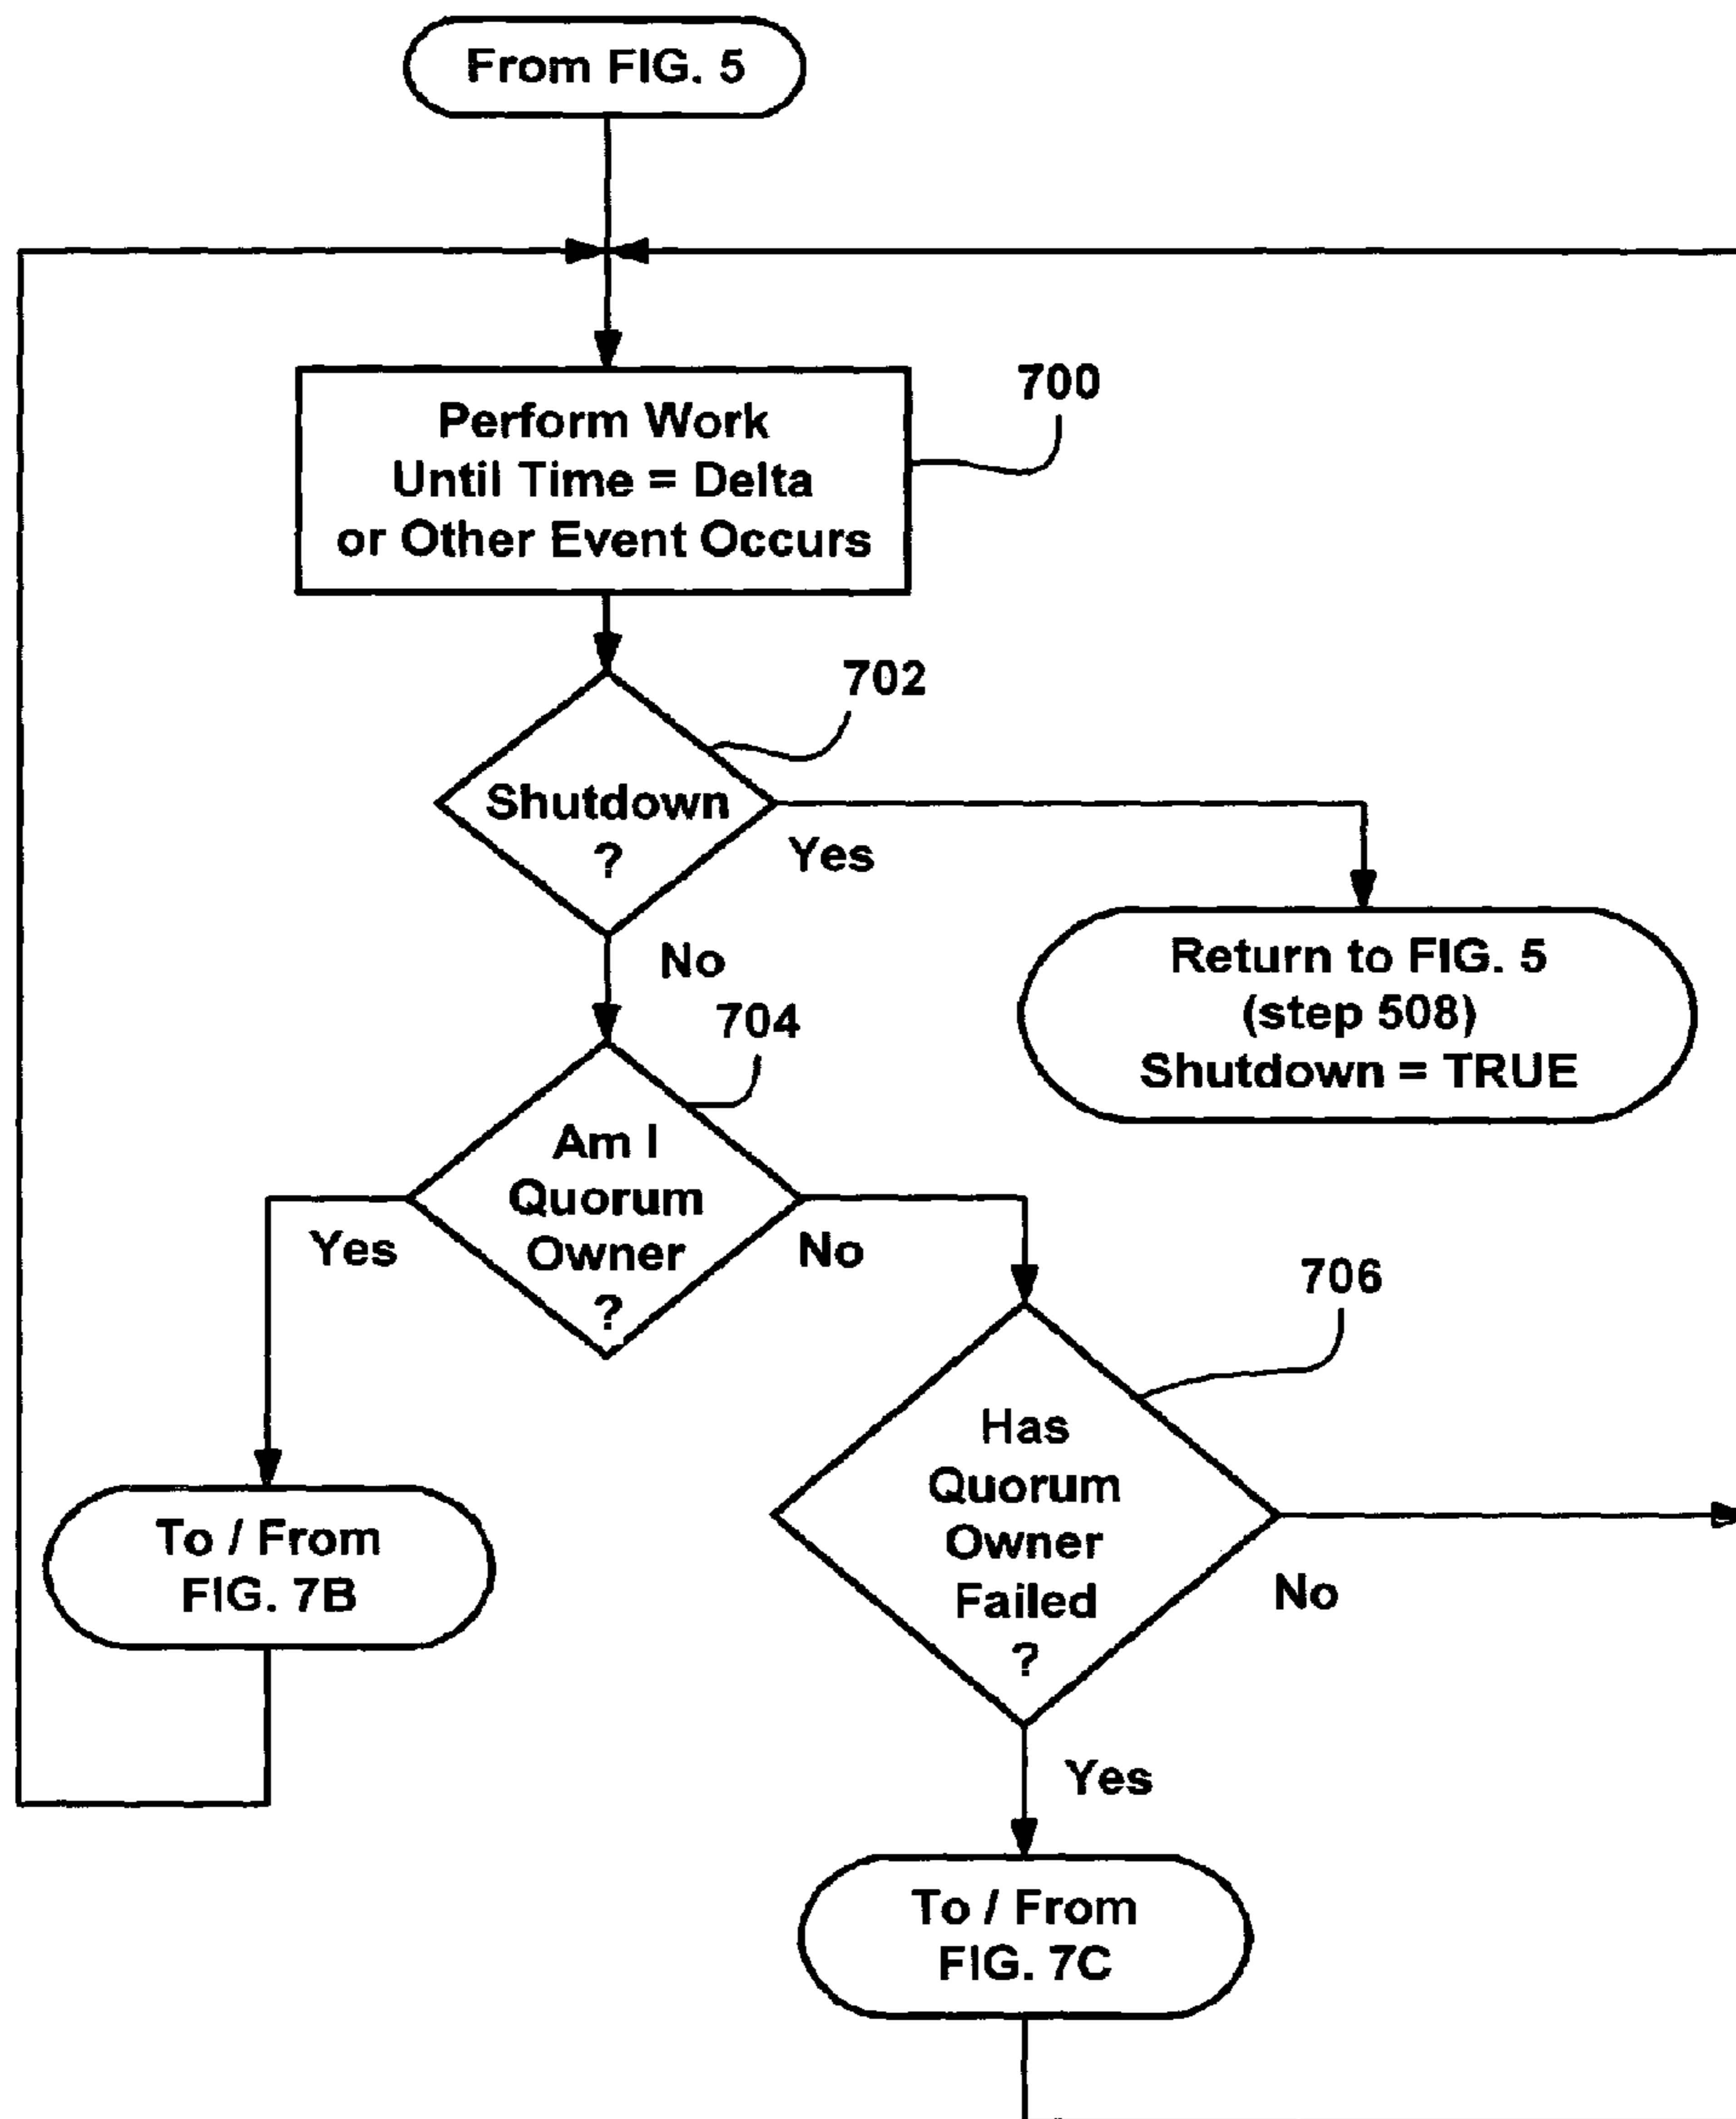 From FIG. 5
700
Perform Work
Until Time = Delta
or Other Event Occurs
702
Shutdown
?
Yes
No
Return to FIG. 5
(step 508)
Shutdown = TRUE
704
Am I
Quorum
Owner
?
Yes
No
706
Has
Quorum
Owner
Failed
?
No
Yes
To / From
FIG. 7B
To / From
FIG. 7C